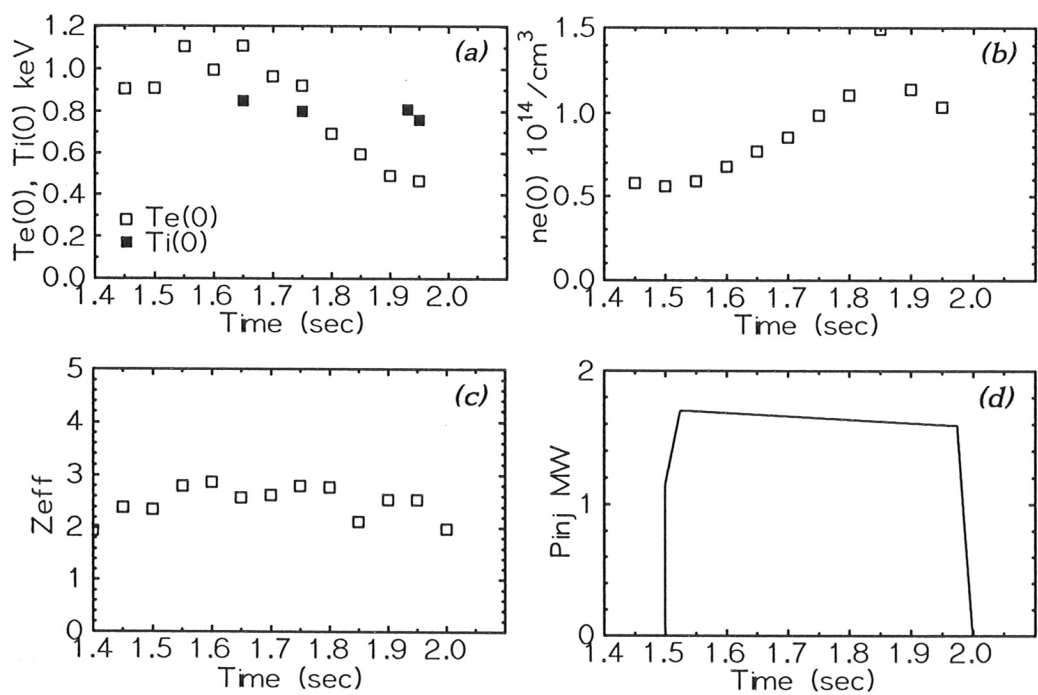 1.2
1.0
0.8
0.6
0.4
0.2
0.0
Te(0), Ti(0) keV
(a)
Te(0)
Ti(0)
1.4 1.5 1.6 1.7 1.8 1.9 2.0
Time (sec)
1.5
1.0
0.5
0.0
ne(0) 10^14/cm^3
(b)
1.4 1.5 1.6 1.7 1.8 1.9 2.0
Time (sec)
5
4
3
2
1
0
Zeff
(c)
1.4 1.5 1.6 1.7 1.8 1.9 2.0
Time (sec)
2
1
0
Pinj MW
(d)
1.4 1.5 1.6 1.7 1.8 1.9 2.0
Time (sec)